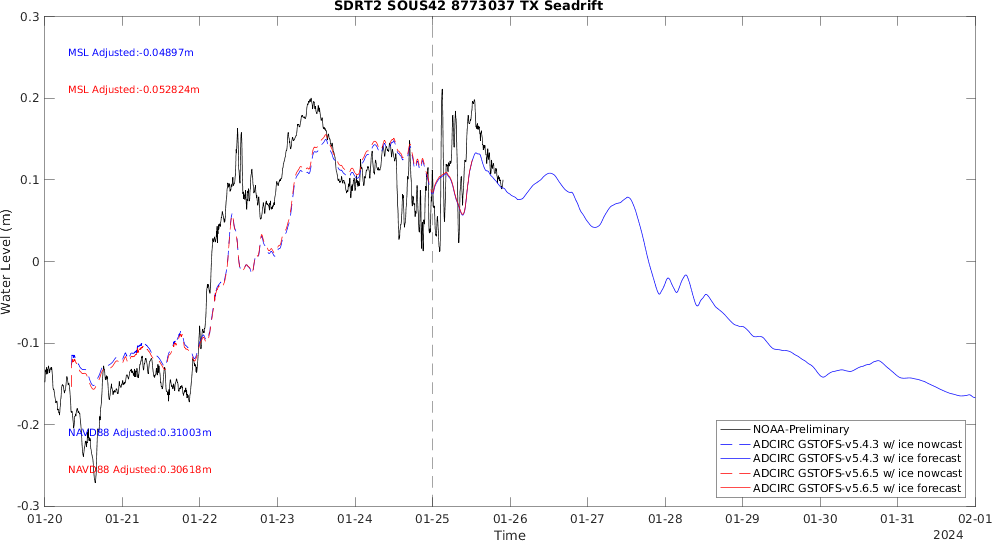 SDRT2 SOUS42 8773037 TX Seadrift
0.3
0.2
0.1
0
-0.1
-0.2
-0.3
Water Level (m)
MSL Adjusted:-0.04897m
MSL Adjusted:-0.052824m
NAVD88 Adjusted:0.31003m
NAVD88 Adjusted:0.30618m
NOAA-Preliminary
ADCIRC GSTOFS-v5.4.3 w/ ice nowcast
ADCIRC GSTOFS-v5.4.3 w/ ice forecast
ADCIRC GSTOFS-v5.6.5 w/ ice nowcast
ADCIRC GSTOFS-v5.6.5 w/ ice forecast
01-20 01-21 01-22 01-23 01-24 01-25 01-26 01-27 01-28 01-29 01-30 01-31 02-01
Time
2024